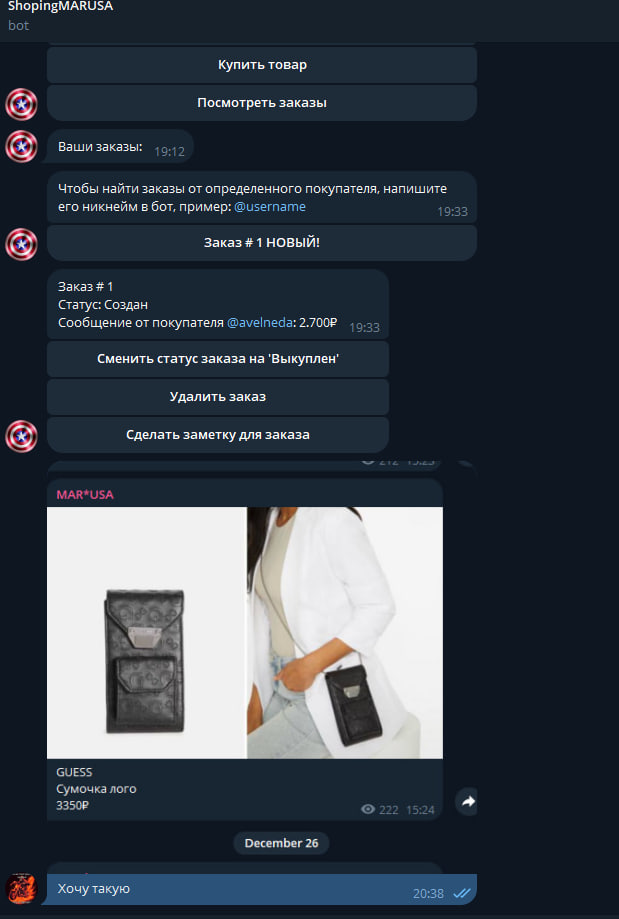 ShopingMARUSA
bot
Купить товар
Посмотреть заказы
Ваши заказы: 19:12
Чтобы найти заказы от определенного покупателя, напишите
его никнейм в бот, пример: @username
19:33
Заказ # 1 НОВЫЙ!
Заказ # 1
Статус: Создан
Сообщение от покупателя @avelneda: 2.700₽ 19:33
Сменить статус заказа на 'Выкуплен'
Удалить заказ
Сделать заметку для заказа
212 15:23
MAR*USA
GUESS
Сумочка лого
3350₽ 222 15:24
December 26
Хочу такую 20:38